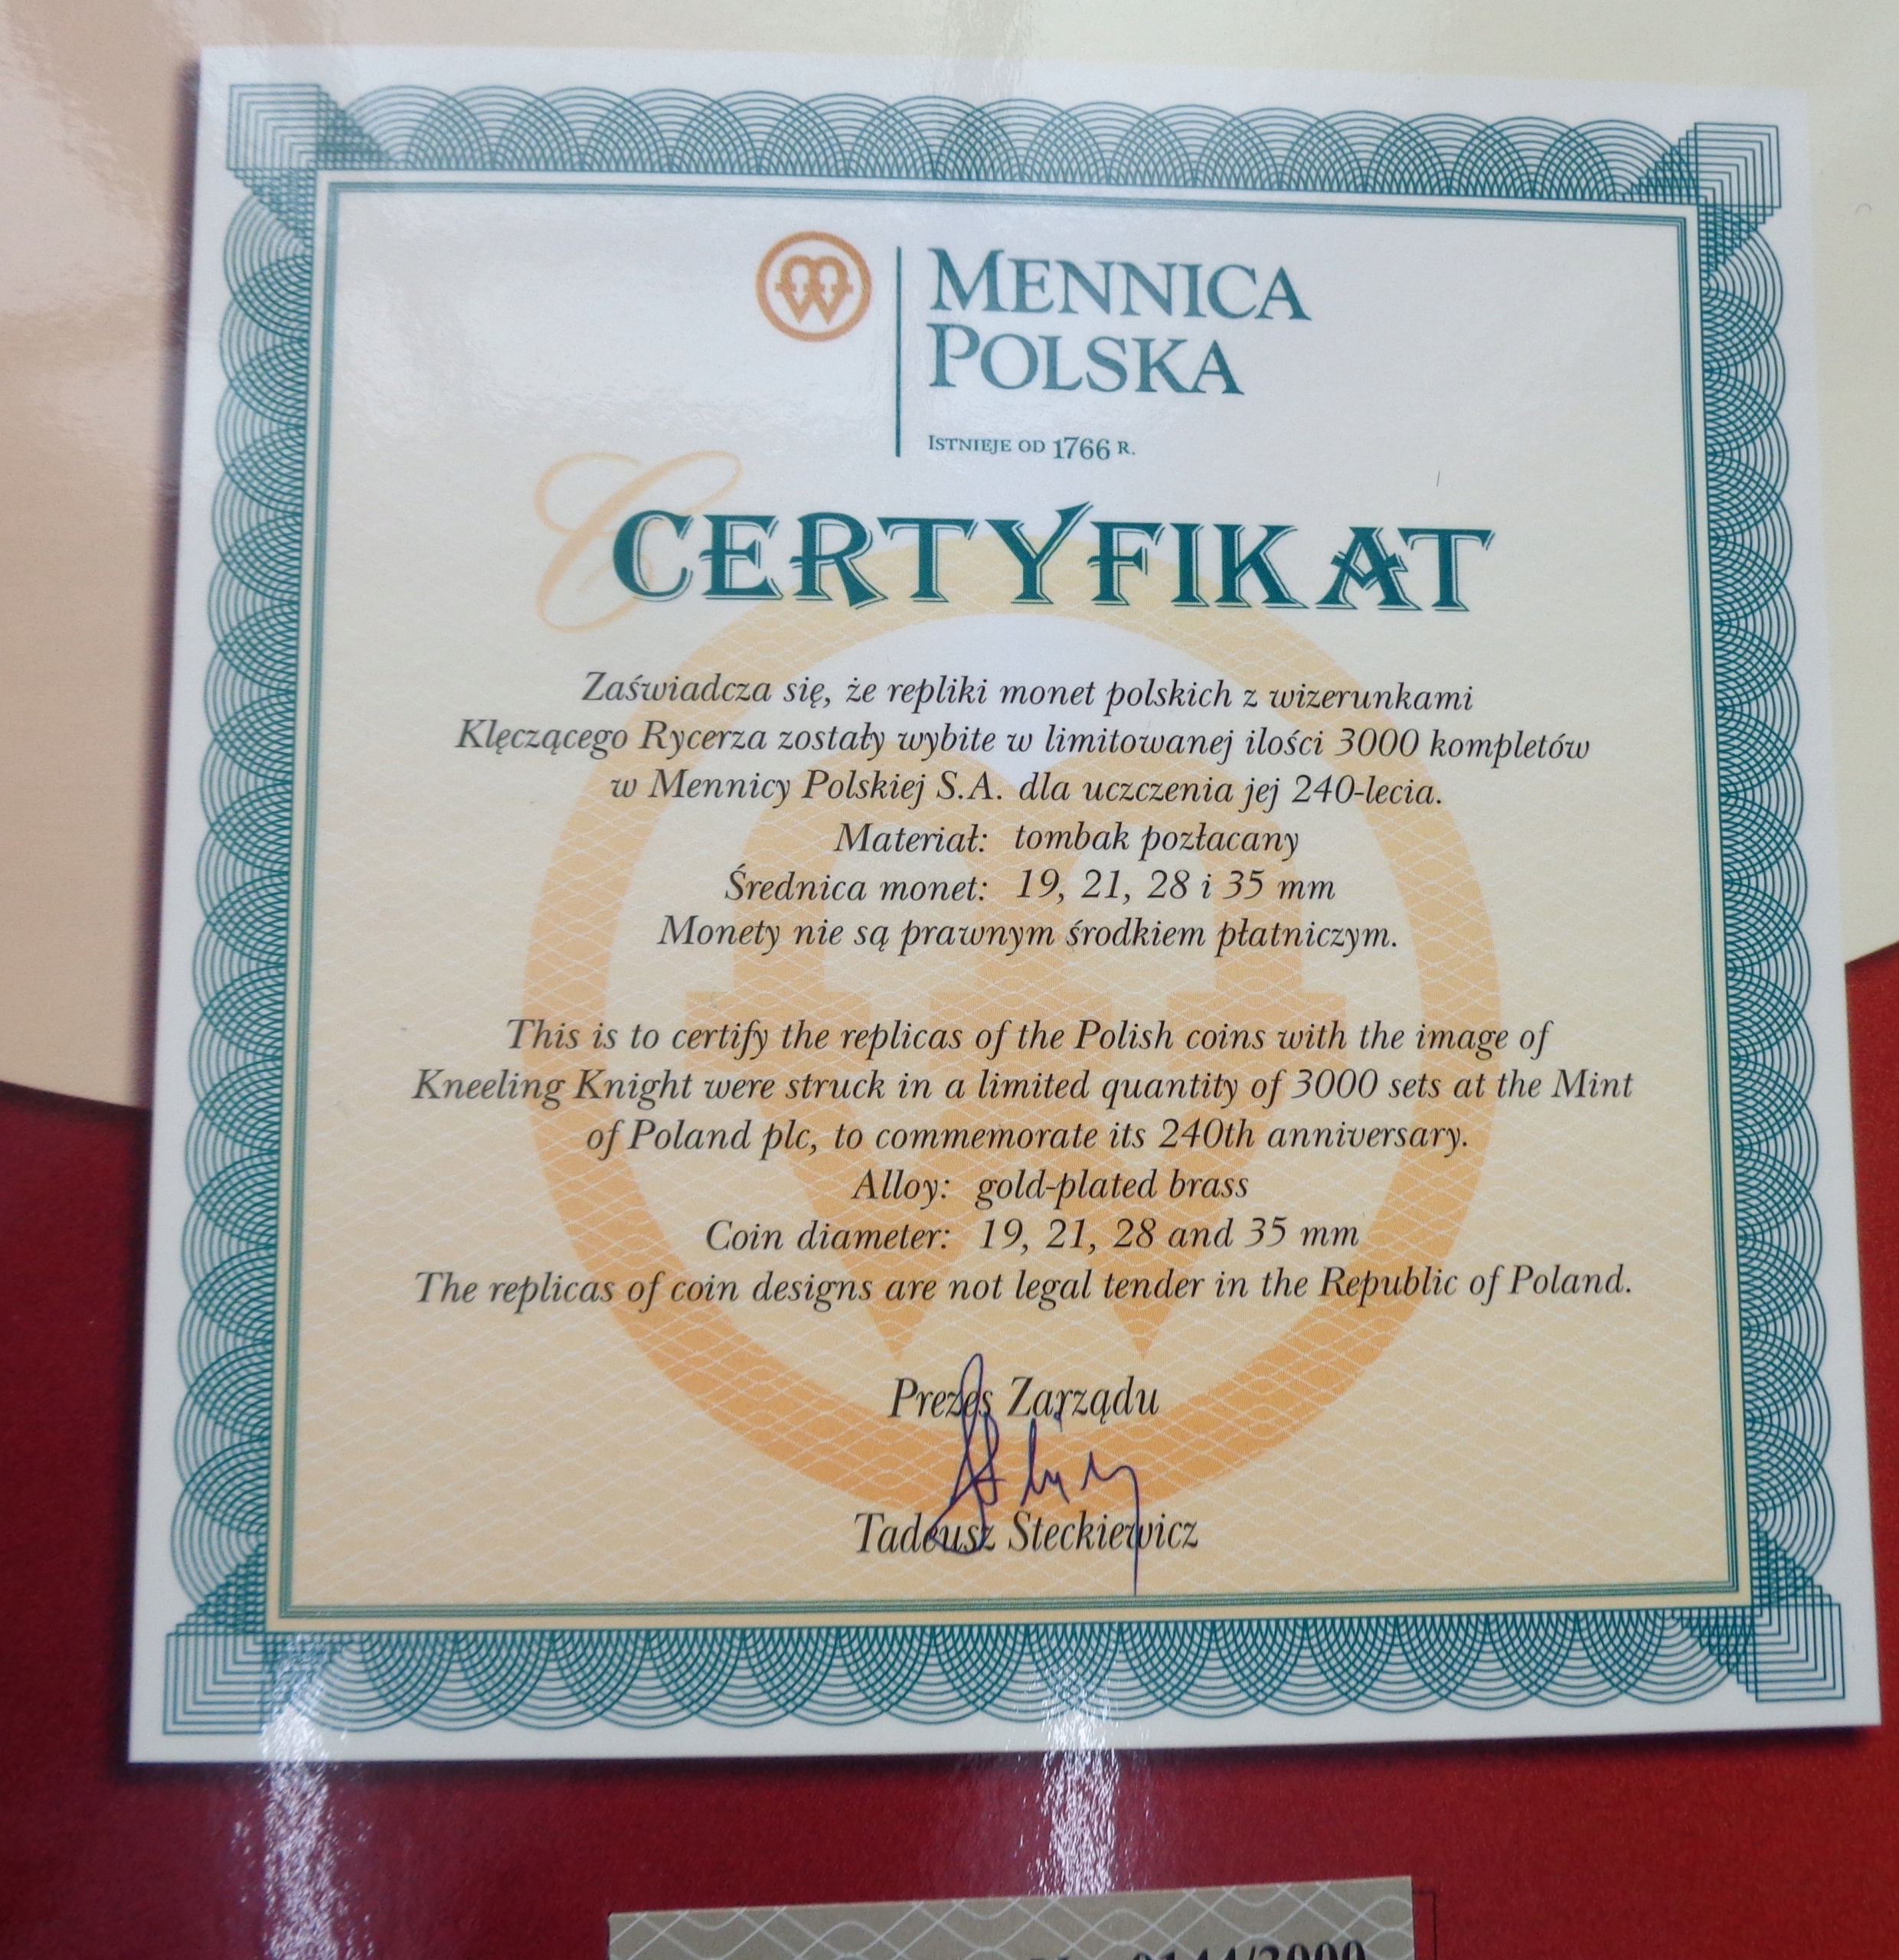 MENNICA
POLSKA
ISTNIEJE OD 1766 R.
CERTYFIKAT
Zaświadcza się, że repliki monet polskich z wizerunkami
Klęczącego Rycerza zostały wybite w limitowanej ilości 3000 kompletów
w Mennicy Polskiej S.A. dla uczczenia jej 240-lecia.
Materiał: tombak pozłacany
Średnica monet: 19, 21, 28 i 35 mm
Monety nie są prawnym środkiem płatniczym.
This is to certify the replicas of the Polish coins with the image of
Kneeling Knight were struck in a limited quantity of 3000 sets at the Mint
of Poland plc, to commemorate its 240th anniversary.
Alloy: gold-plated brass
Coin diameter: 19, 21, 28 and 35 mm
The replicas of coin designs are not legal tender in the Republic of Poland.
Prezes Zarządu
Tadeusz Steckiewicz